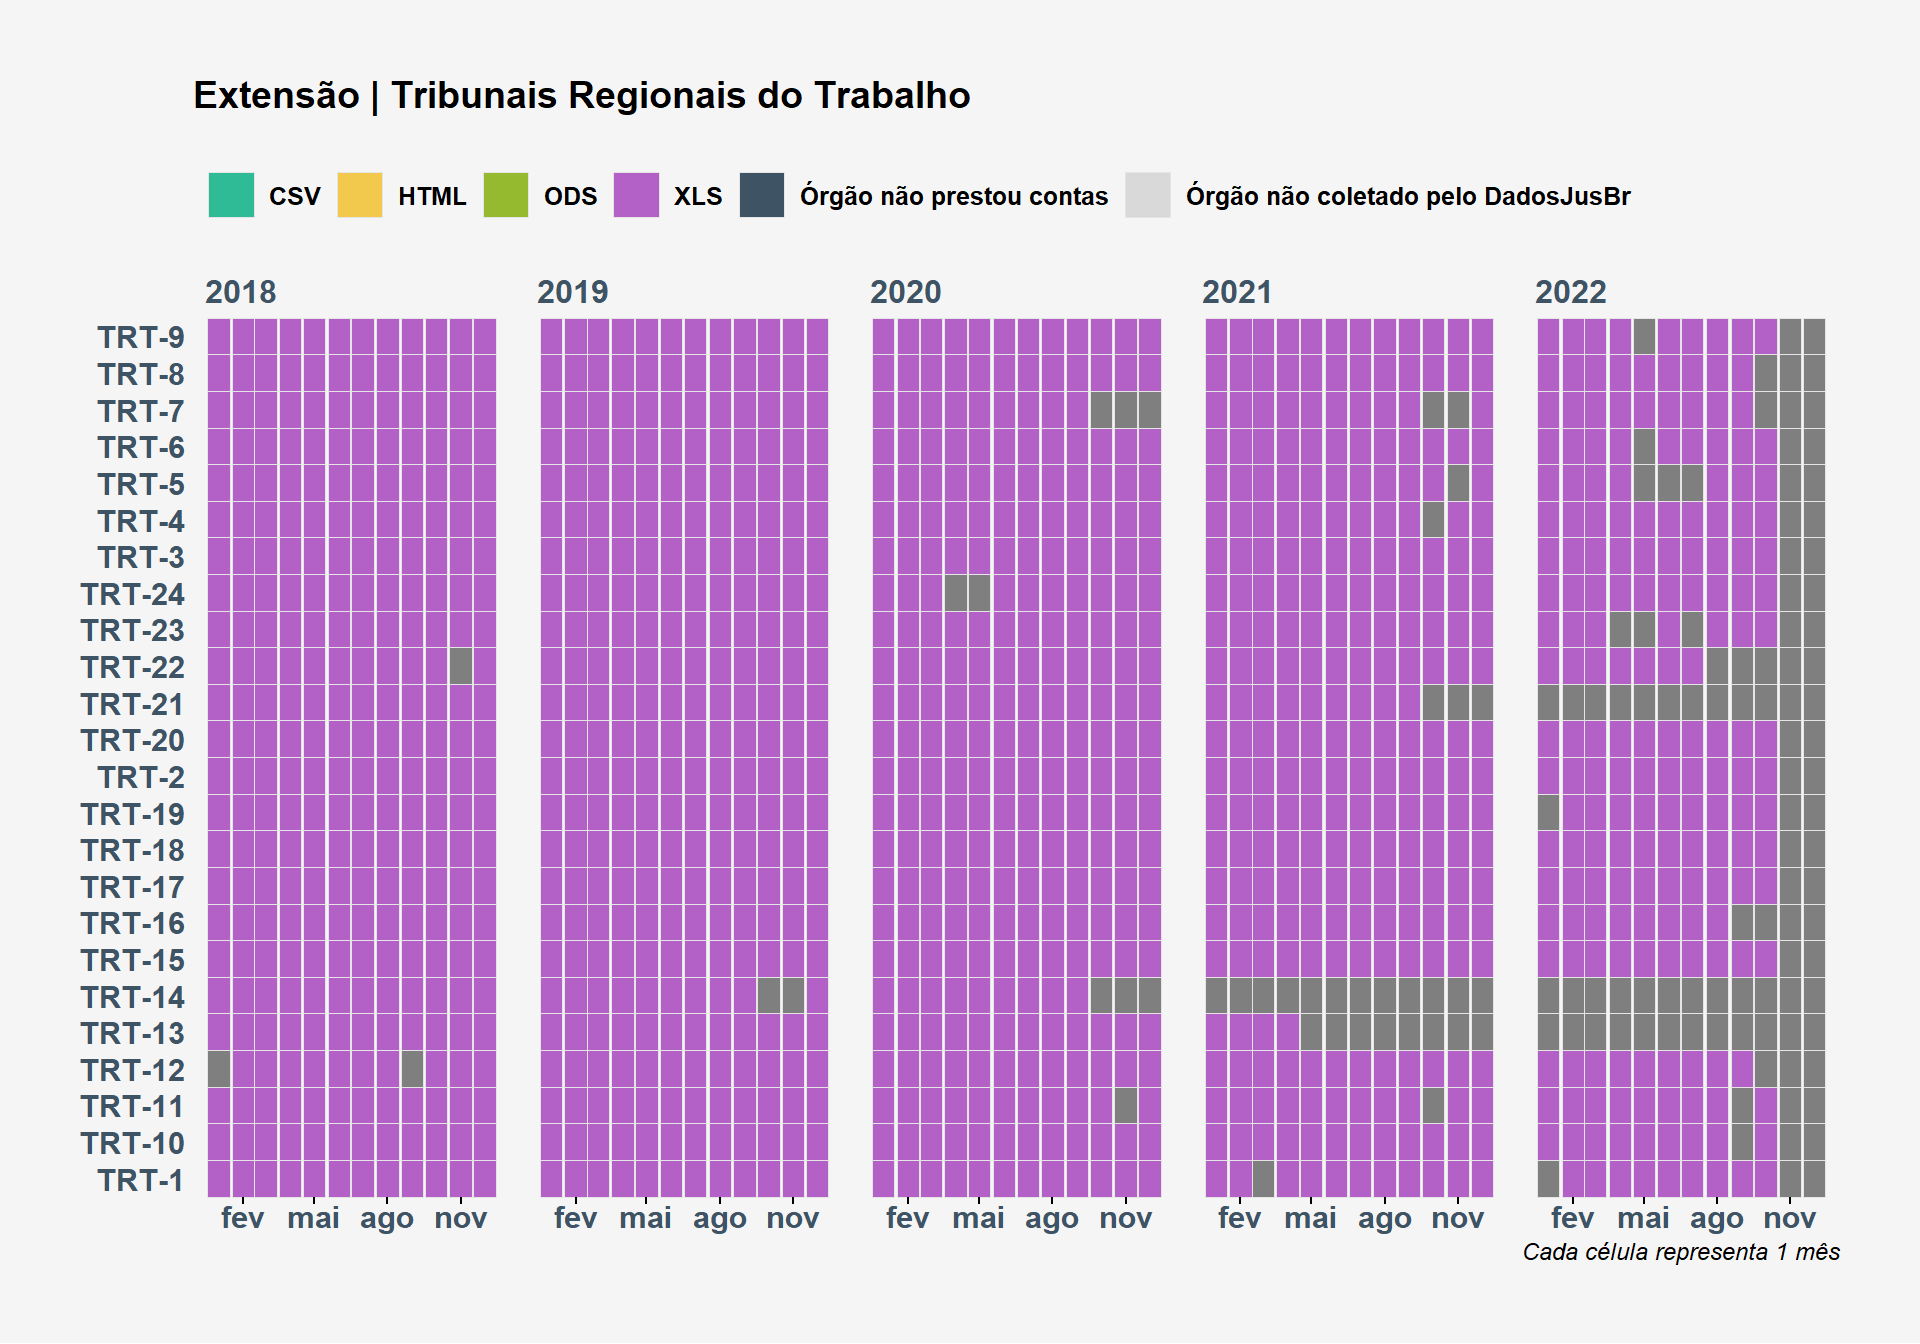 Extensão | Tribunais Regionais do Trabalho
CSV HTML ODS XLS Órgão não prestou contas Órgão não coletado pelo DadosJusBr
2018 2019 2020 2021 2022
TRT-9
TRT-8
TRT-7
TRT-6
TRT-5
TRT-4
TRT-3
TRT-24
TRT-23
TRT-22
TRT-21
TRT-20
TRT-2
TRT-19
TRT-18
TRT-17
TRT-16
TRT-15
TRT-14
TRT-13
TRT-12
TRT-11
TRT-10
TRT-1
fev mai ago nov fev mai ago nov fev mai ago nov fev mai ago nov fev mai ago nov
Cada célula representa 1 mês